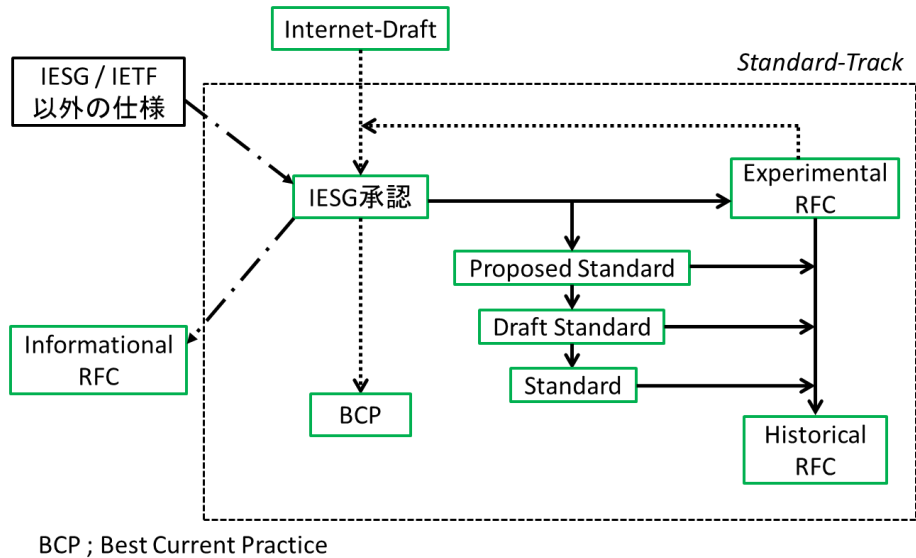 Internet-Draft
Standard-Track
IESG / IETF
以外の仕様
IESG承認
Experimental
RFC
Proposed Standard
Draft Standard
Informational
RFC
Standard
BCP
Historical
RFC
BCP ; Best Current Practice